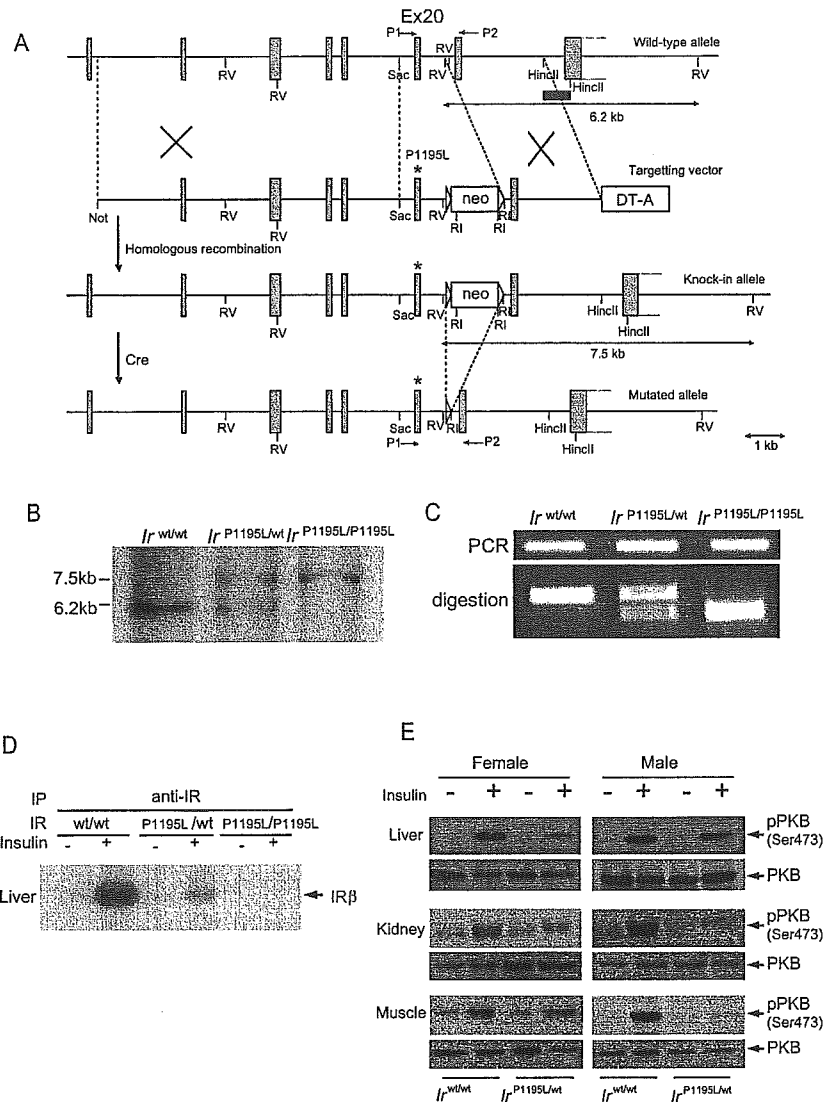 Ex20
A
P1
P2
RV
Wild-type allele
RV
RV
Sac
RV
HincII
HincII
RV
6.2 kb
P1195L
*
Targetting vector
neo
DT-A
Not
RV
RV
Sac
RV
RI
RI
Homologous recombination
*
Knock-in allele
neo
RV
RV
Sac
RV
RI
RI
HincII
HincII
RV
7.5 kb
Cre
*
Mutated allele
RV
RV
Sac
RV
RI
HincII
HincII
RV
P1
P2
1 kb
B
Ir wt/wt
Ir P1195L/wt
Ir P1195L/P1195L
7.5kb
6.2kb
C
Ir wt/wt
Ir P1195L/wt
Ir P1195L/P1195L
PCR
digestion
D
IP anti-IR
IR wt/wt P1195L/wt P1195L/P1195L
Insulin - + - + - +
Liver IRβ
E
Female Male
Insulin - + - + - + - +
Liver pPKB
(Ser473)
PKB
Kidney pPKB
(Ser473)
PKB
Muscle pPKB
(Ser473)
PKB
Ir wt/wt Ir P1195L/wt Ir wt/wt Ir P1195L/wt